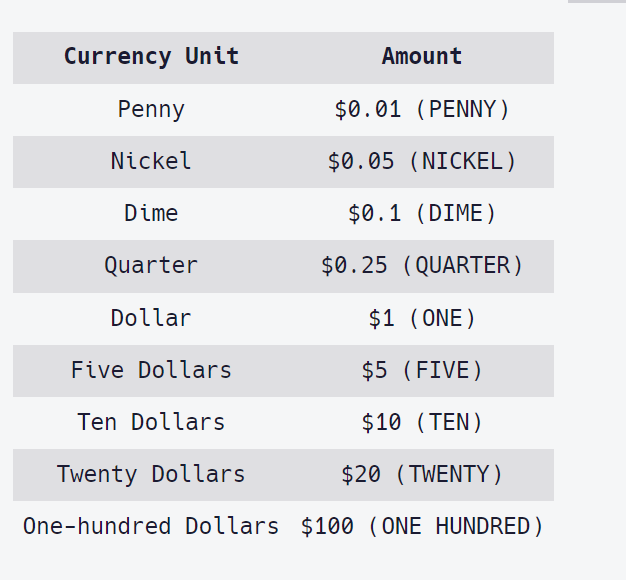 Currency Unit Amount
Penny $0.01 (PENNY)
Nickel $0.05 (NICKEL)
Dime $0.1 (DIME)
Quarter $0.25 (QUARTER)
Dollar $1 (ONE)
Five Dollars $5 (FIVE)
Ten Dollars $10 (TEN)
Twenty Dollars $20 (TWENTY)
One-hundred Dollars $100 (ONE HUNDRED)